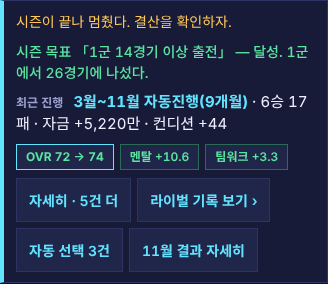 시즌이 끝나 멈췄다. 결산을 확인하자.
시즌 목표 「1군 14경기 이상 출전」 — 달성. 1군
에서 26경기에 나섰다.
최근 진행 3월~11월 자동진행(9개월) · 6승 17
패 · 자금 +5,220만 · 컨디션 +44
OVR 72 → 74 멘탈 +10.6 팀워크 +3.3
자세히 · 5건 더 라이벌 기록 보기 ›
자동 선택 3건 11월 결과 자세히